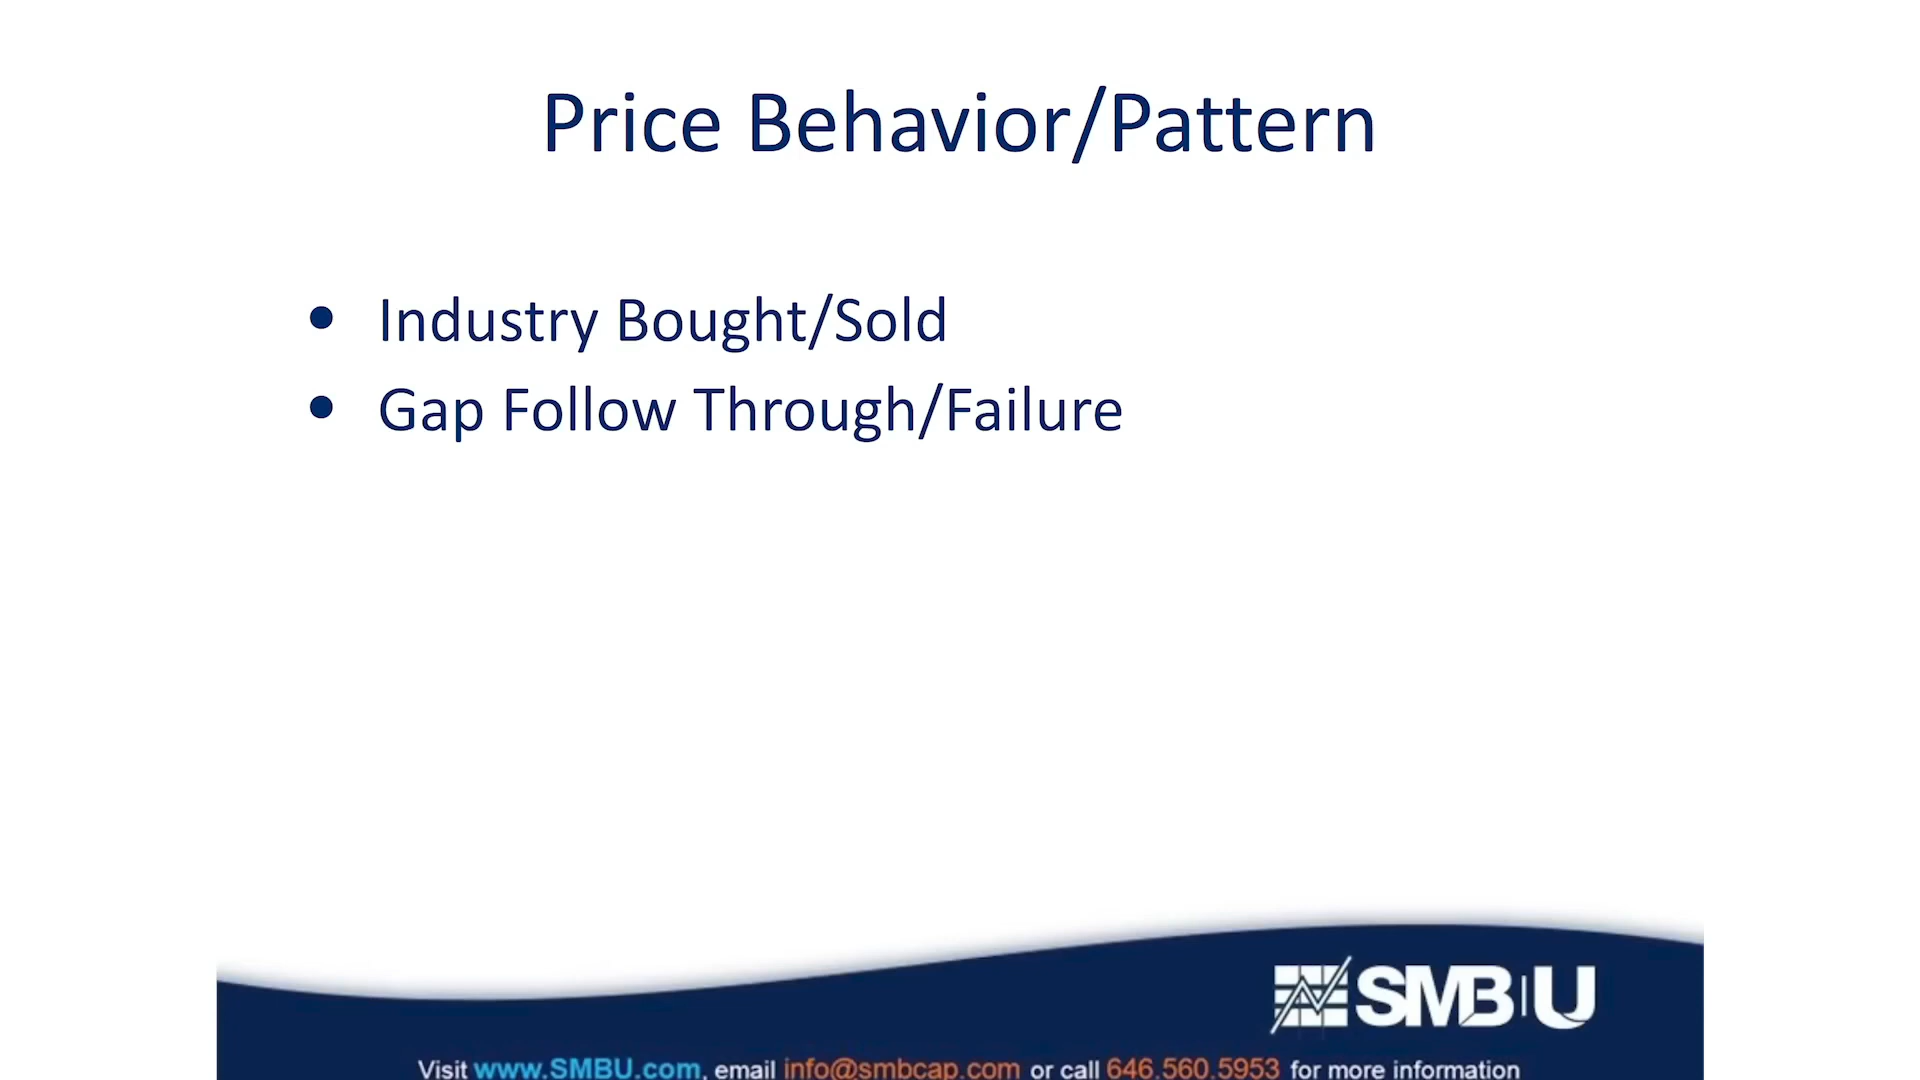 Price Behavior/Pattern
• Industry Bought/Sold
• Gap Follow Through/Failure
SMB|U
Visit www.SMBU.com, email info@smbcap.com or call 646.560.5953 for more information